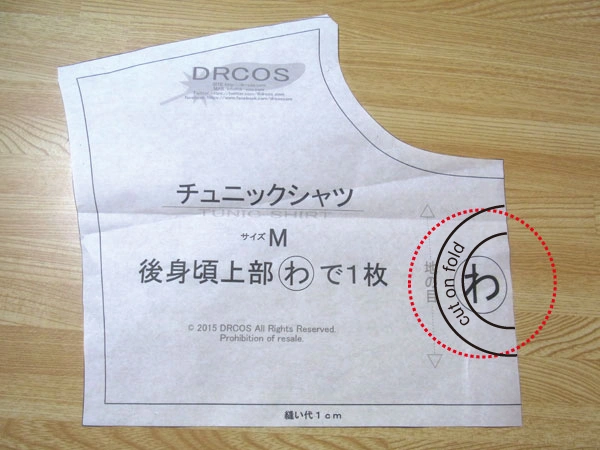 DRCOS
チュニックシャツ
TUNIC SHIRT
サイズ M
後身頃上部 わ で1枚
地の目
cut on fold
わ
© 2015 DRCOS All Rights Reserved.
Prohibition of resale.
縫い代1cm